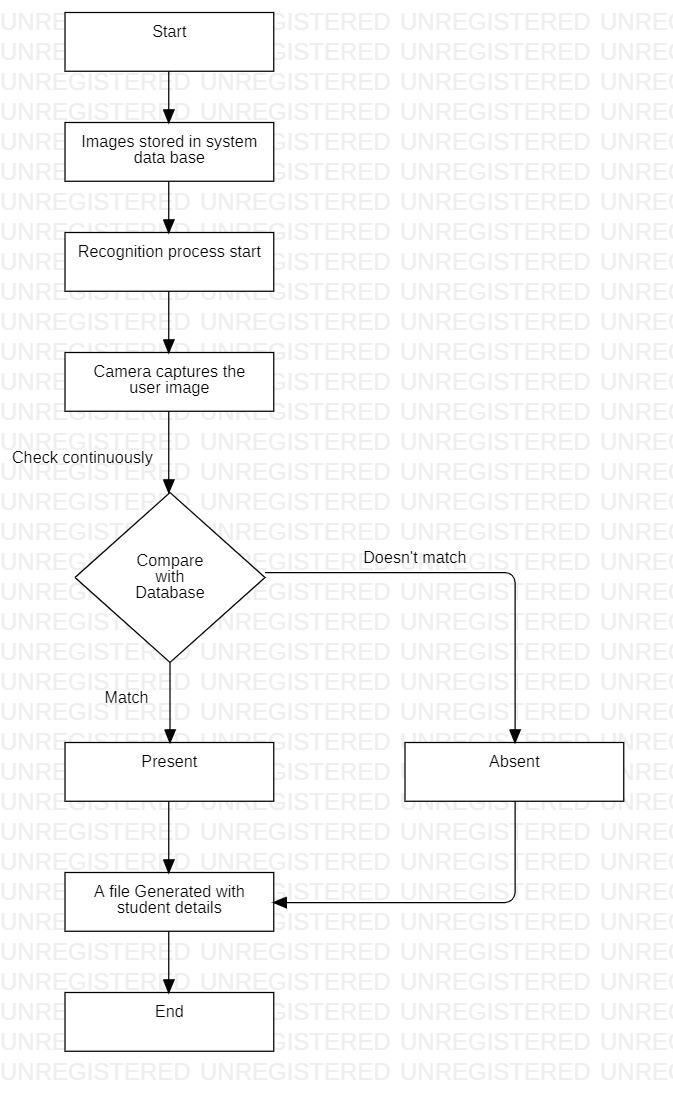 Start
Images stored in system
data base
Recognition process start
Camera captures the
user image
Check continuously
Compare
with
Database
Doesn't match
Match
Present
Absent
A file Generated with
student details
End
UNREGISTERED